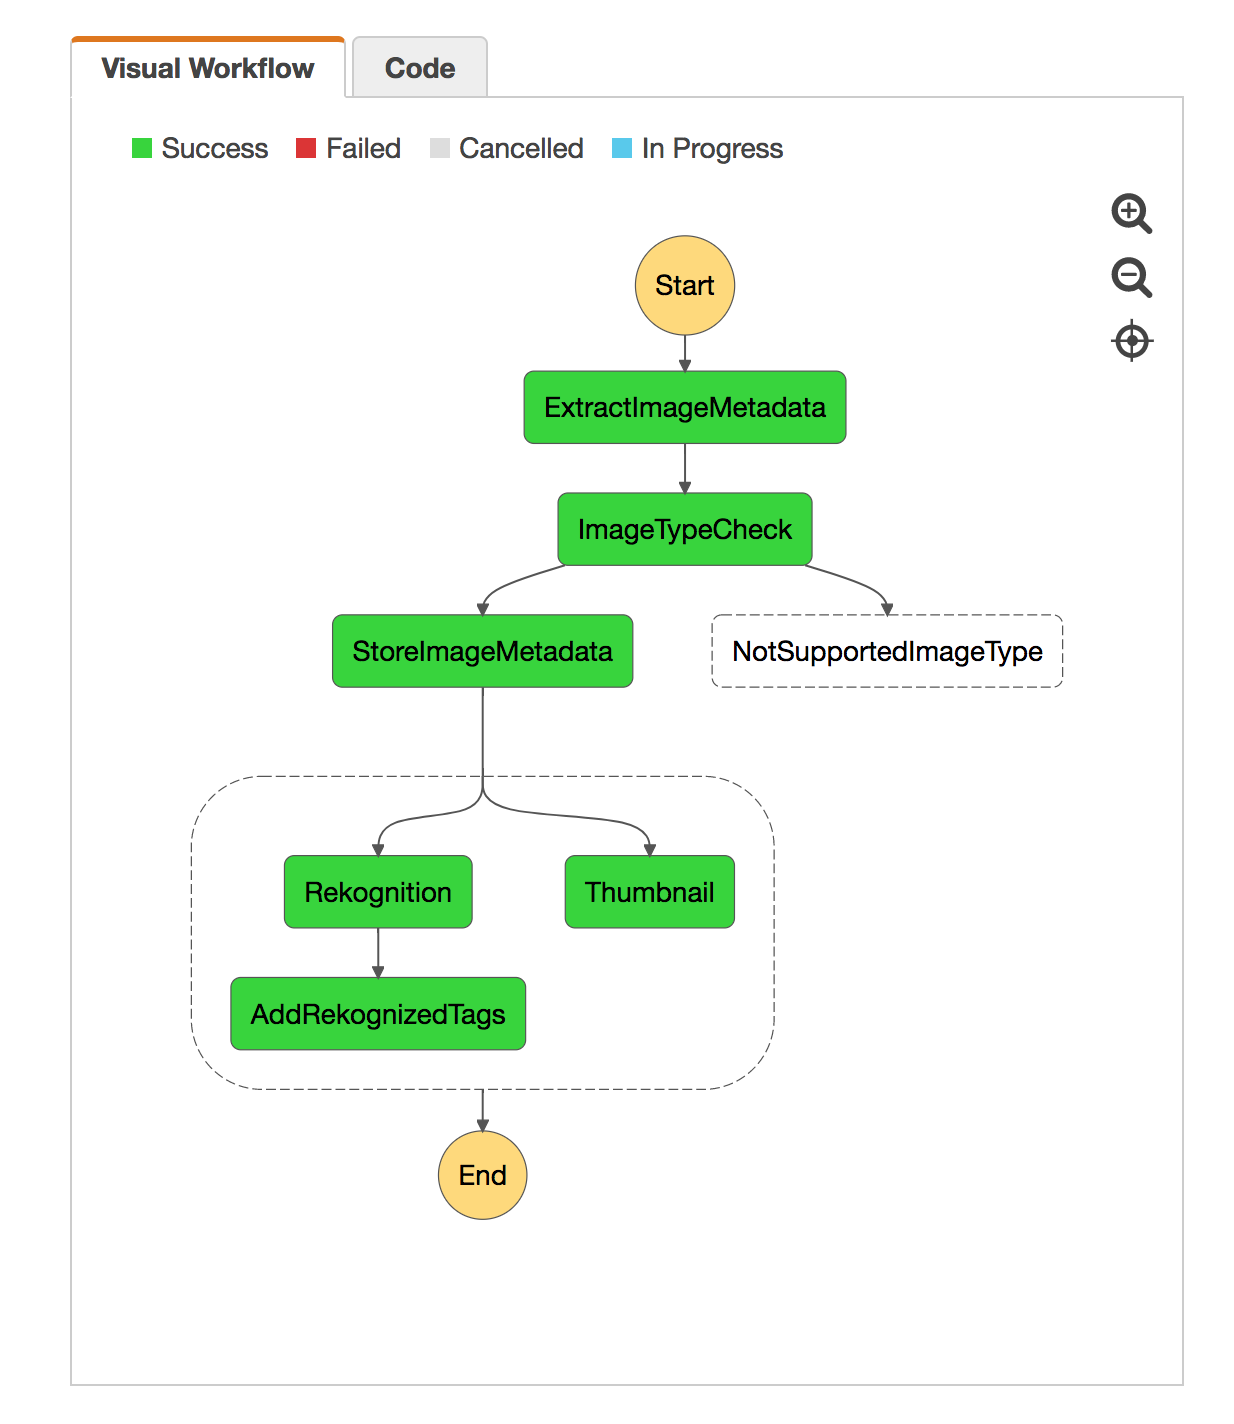 Visual Workflow Code
Success Failed Cancelled In Progress
Start
ExtractImageMetadata
ImageTypeCheck
StoreImageMetadata NotSupportedImageType
Rekognition Thumbnail
AddRekognizedTags
End